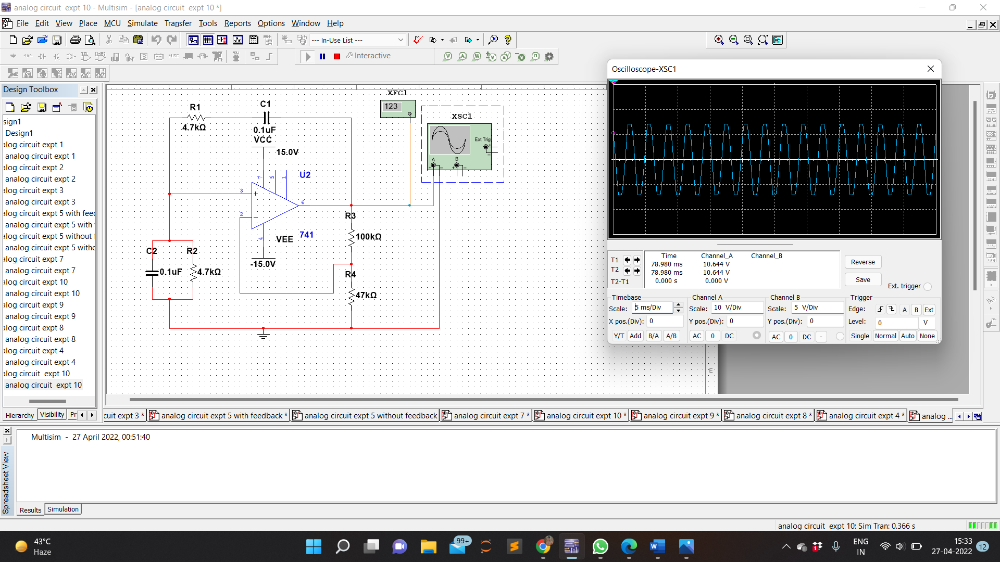 analog circuit  expt 10 - Multisim - [analog circuit  expt 10 *]
File Edit View Place MCU Simulate Transfer Tools Reports Options Window Help
--- In-Use List ---
MISC
Interactive
Design Toolbox
sign1
Design1
alog circuit expt 1
analog circuit expt 1
alog circuit expt 2
analog circuit expt 2
alog circuit expt 3
analog circuit expt 3
alog circuit expt 5 with feed
analog circuit expt 5 with
alog circuit expt 5 without
analog circuit expt 5 witho
alog circuit expt 7
analog circuit expt 7
alog circuit expt 10
analog circuit expt 10
alog circuit expt 9
analog circuit expt 9
alog circuit expt 8
analog circuit expt 8
alog circuit expt 4
analog circuit expt 4
alog circuit  expt 10
analog circuit  expt 10
Hierarchy Visibility Pr
R1
4.7kΩ
C1
0.1uF
VCC
15.0V
U2
7 5 1
3
2
6
4
741
VEE
-15.0V
C2
0.1uF
R2
4.7kΩ
R3
100kΩ
R4
47kΩ
XFC1
123
XSC1
Ext Trig
A B
E
Oscilloscope-XSC1
T1
T2
T2-T1
Time Channel_A Channel_B
78.980 ms 10.644 V
78.980 ms 10.644 V
0.000 s 0.000 V
Reverse
Save
Ext. trigger
Timebase Channel A Channel B Trigger
Scale: 5 ms/Div Scale: 10 V/Div Scale: 5 V/Div Edge: A B Ext
X pos.(Div): 0 Y pos.(Div): 0 Y pos.(Div): 0 Level: 0 V
Y/T Add B/A A/B AC 0 DC AC 0 DC - Single Normal Auto None
cuit expt 3 * analog circuit expt 5 with feedback * analog circuit expt 5 without feedback analog circuit expt 7 * analog circuit expt 10 * analog circuit expt 9 * analog circuit expt 8 * analog circuit expt 4 * analog ...
Multisim - 27 April 2022, 00:51:40
Spreadsheet View
Results Simulation
analog circuit  expt 10: Sim Tran: 0.366 s
43°C
Haze
99+
1
ENG
IN
15:33
27-04-2022
12